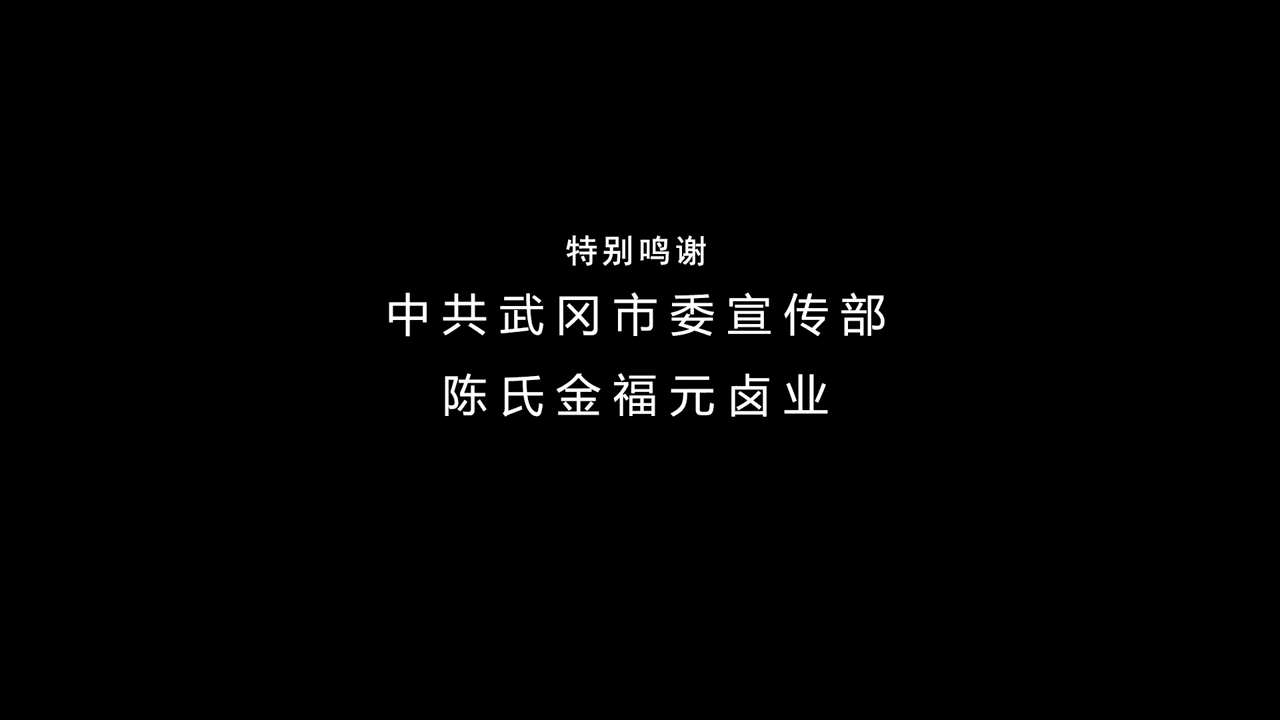 特别鸣谢
中共武冈市委宣传部
陈氏金福元卤业